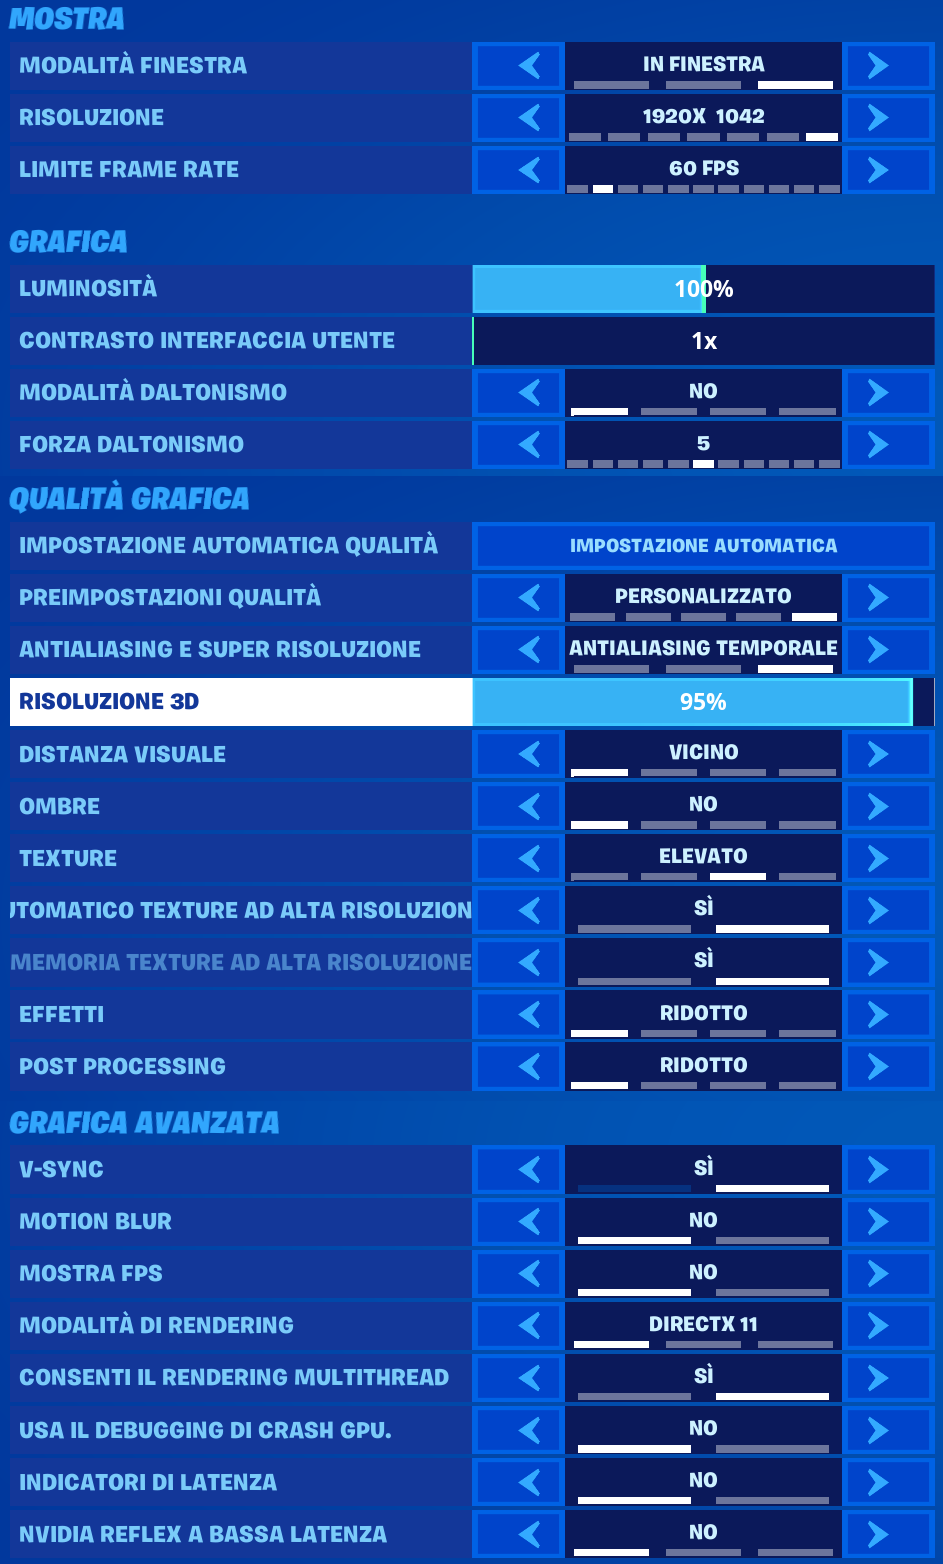 MOSTRA
MODALITÀ FINESTRA IN FINESTRA
RISOLUZIONE 1920X 1042
LIMITE FRAME RATE 60 FPS
GRAFICA
LUMINOSITÀ 100%
CONTRASTO INTERFACCIA UTENTE 1x
MODALITÀ DALTONISMO NO
FORZA DALTONISMO 5
QUALITÀ GRAFICA
IMPOSTAZIONE AUTOMATICA QUALITÀ IMPOSTAZIONE AUTOMATICA
PREIMPOSTAZIONI QUALITÀ PERSONALIZZATO
ANTIALIASING E SUPER RISOLUZIONE ANTIALIASING TEMPORALE
RISOLUZIONE 3D 95%
DISTANZA VISUALE VICINO
OMBRE NO
TEXTURE ELEVATO
UTOMATICO TEXTURE AD ALTA RISOLUZION SÌ
MEMORIA TEXTURE AD ALTA RISOLUZIONE SÌ
EFFETTI RIDOTTO
POST PROCESSING RIDOTTO
GRAFICA AVANZATA
V-SYNC SÌ
MOTION BLUR NO
MOSTRA FPS NO
MODALITÀ DI RENDERING DIRECTX 11
CONSENTI IL RENDERING MULTITHREAD SÌ
USA IL DEBUGGING DI CRASH GPU. NO
INDICATORI DI LATENZA NO
NVIDIA REFLEX A BASSA LATENZA NO